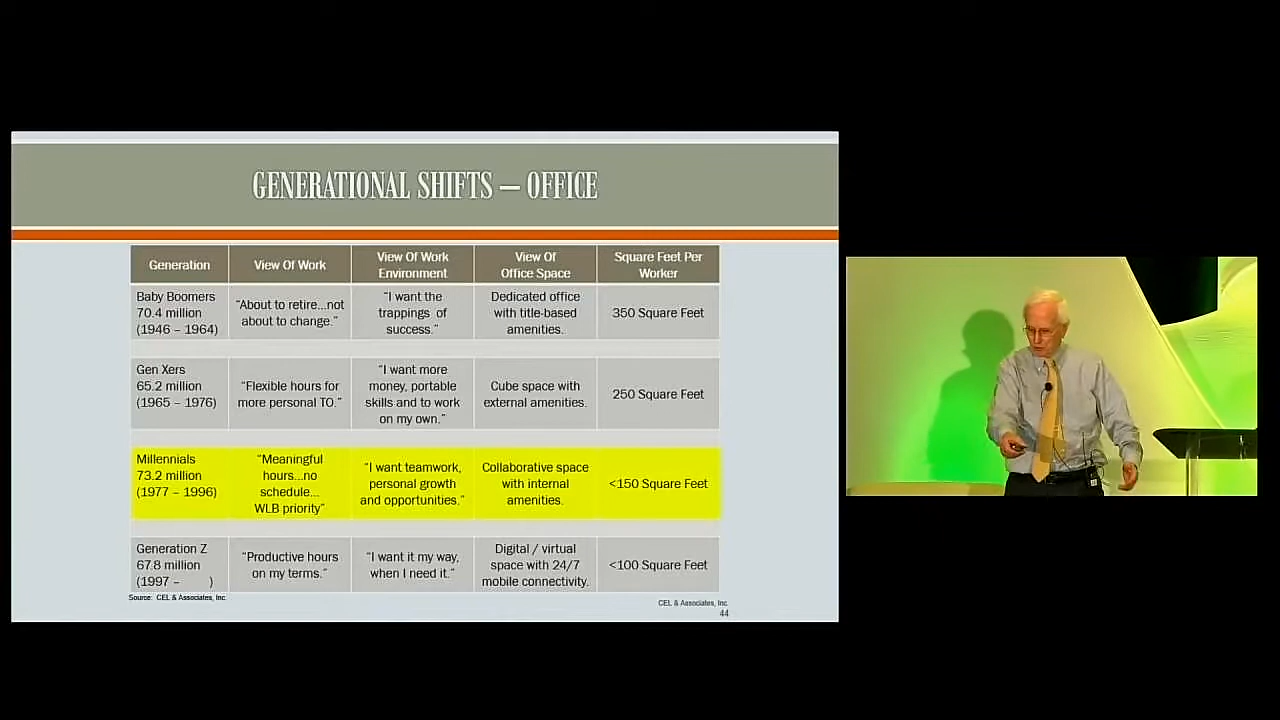 GENERATIONAL SHIFTS – OFFICE
Generation
View Of Work
View Of Work
Environment
View Of
Office Space
Square Feet Per
Worker
Baby Boomers
70.4 million
(1946 – 1964)
“About to retire...not
about to change.”
“I want the
trappings of
success.”
Dedicated office
with title-based
amenities.
350 Square Feet
Gen Xers
65.2 million
(1965 – 1976)
“Flexible hours for
more personal TO.”
“I want more
money, portable
skills and to work
on my own.”
Cube space with
external amenities.
250 Square Feet
Millennials
73.2 million
(1977 – 1996)
“Meaningful
hours...no
schedule...
WLB priority”
“I want teamwork,
personal growth
and opportunities.”
Collaborative space
with internal
amenities.
<150 Square Feet
Generation Z
67.8 million
(1997 – )
“Productive hours
on my terms.”
“I want it my way,
when I need it.”
Digital / virtual
space with 24/7
mobile connectivity.
<100 Square Feet
Source: CEL & Associates, Inc.
CEL & Associates, Inc.
44